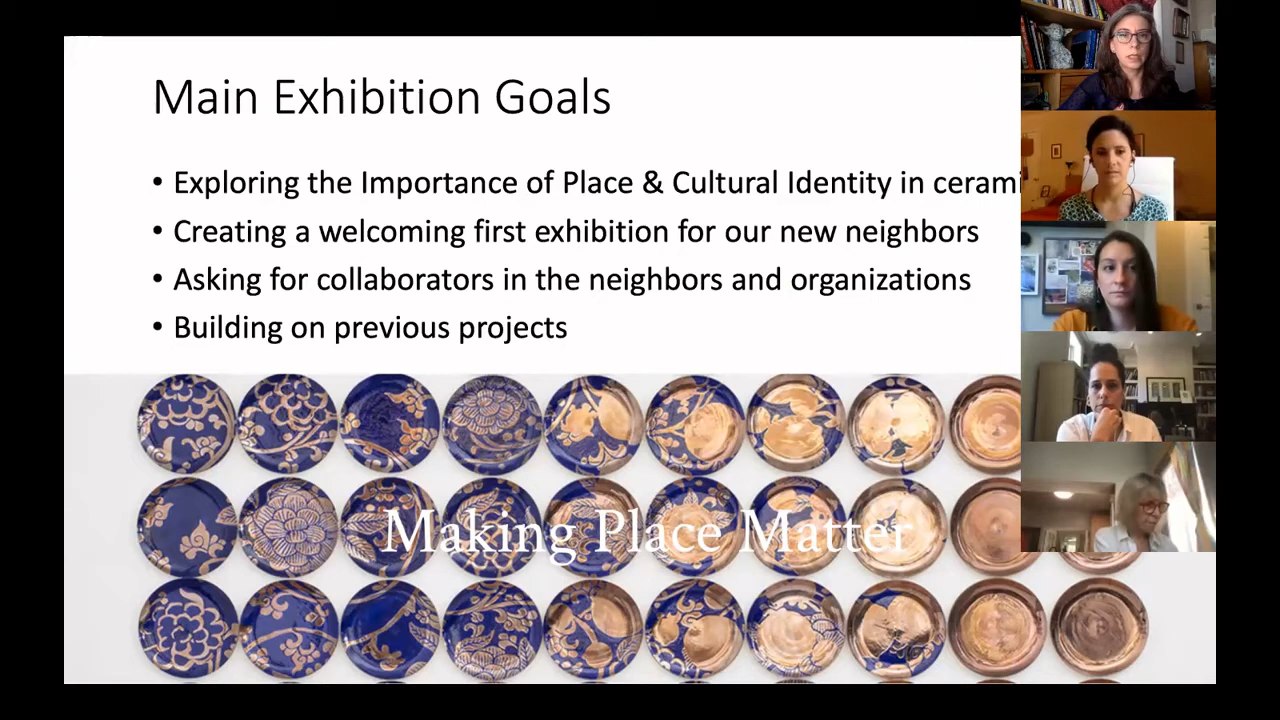 Main Exhibition Goals
• Exploring the Importance of Place & Cultural Identity in cerami
• Creating a welcoming first exhibition for our new neighbors
• Asking for collaborators in the neighbors and organizations
• Building on previous projects
Making Place Matter